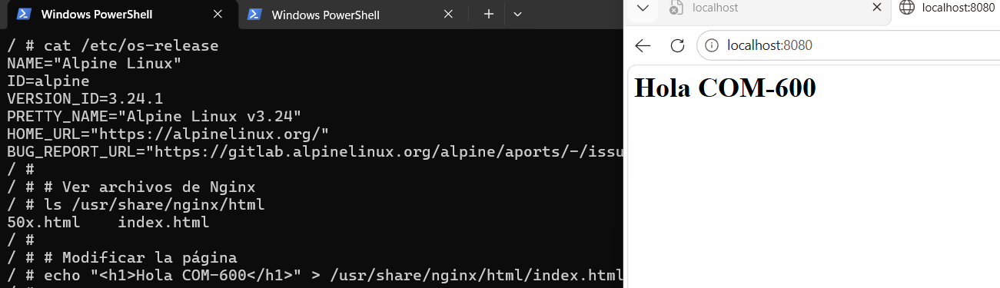 Windows PowerShell
Windows PowerShell
/ # cat /etc/os-release
NAME="Alpine Linux"
ID=alpine
VERSION_ID=3.24.1
PRETTY_NAME="Alpine Linux v3.24"
HOME_URL="https://alpinelinux.org/"
BUG_REPORT_URL="https://gitlab.alpinelinux.org/alpine/aports/-/issu
/ #
/ # # Ver archivos de Nginx
/ # ls /usr/share/nginx/html
50x.html    index.html
/ #
/ # # Modificar la página
/ # echo "<h1>Hola COM-600</h1>" > /usr/share/nginx/html/index.html
/ #
localhost
localhost:8080
localhost:8080
Hola COM-600